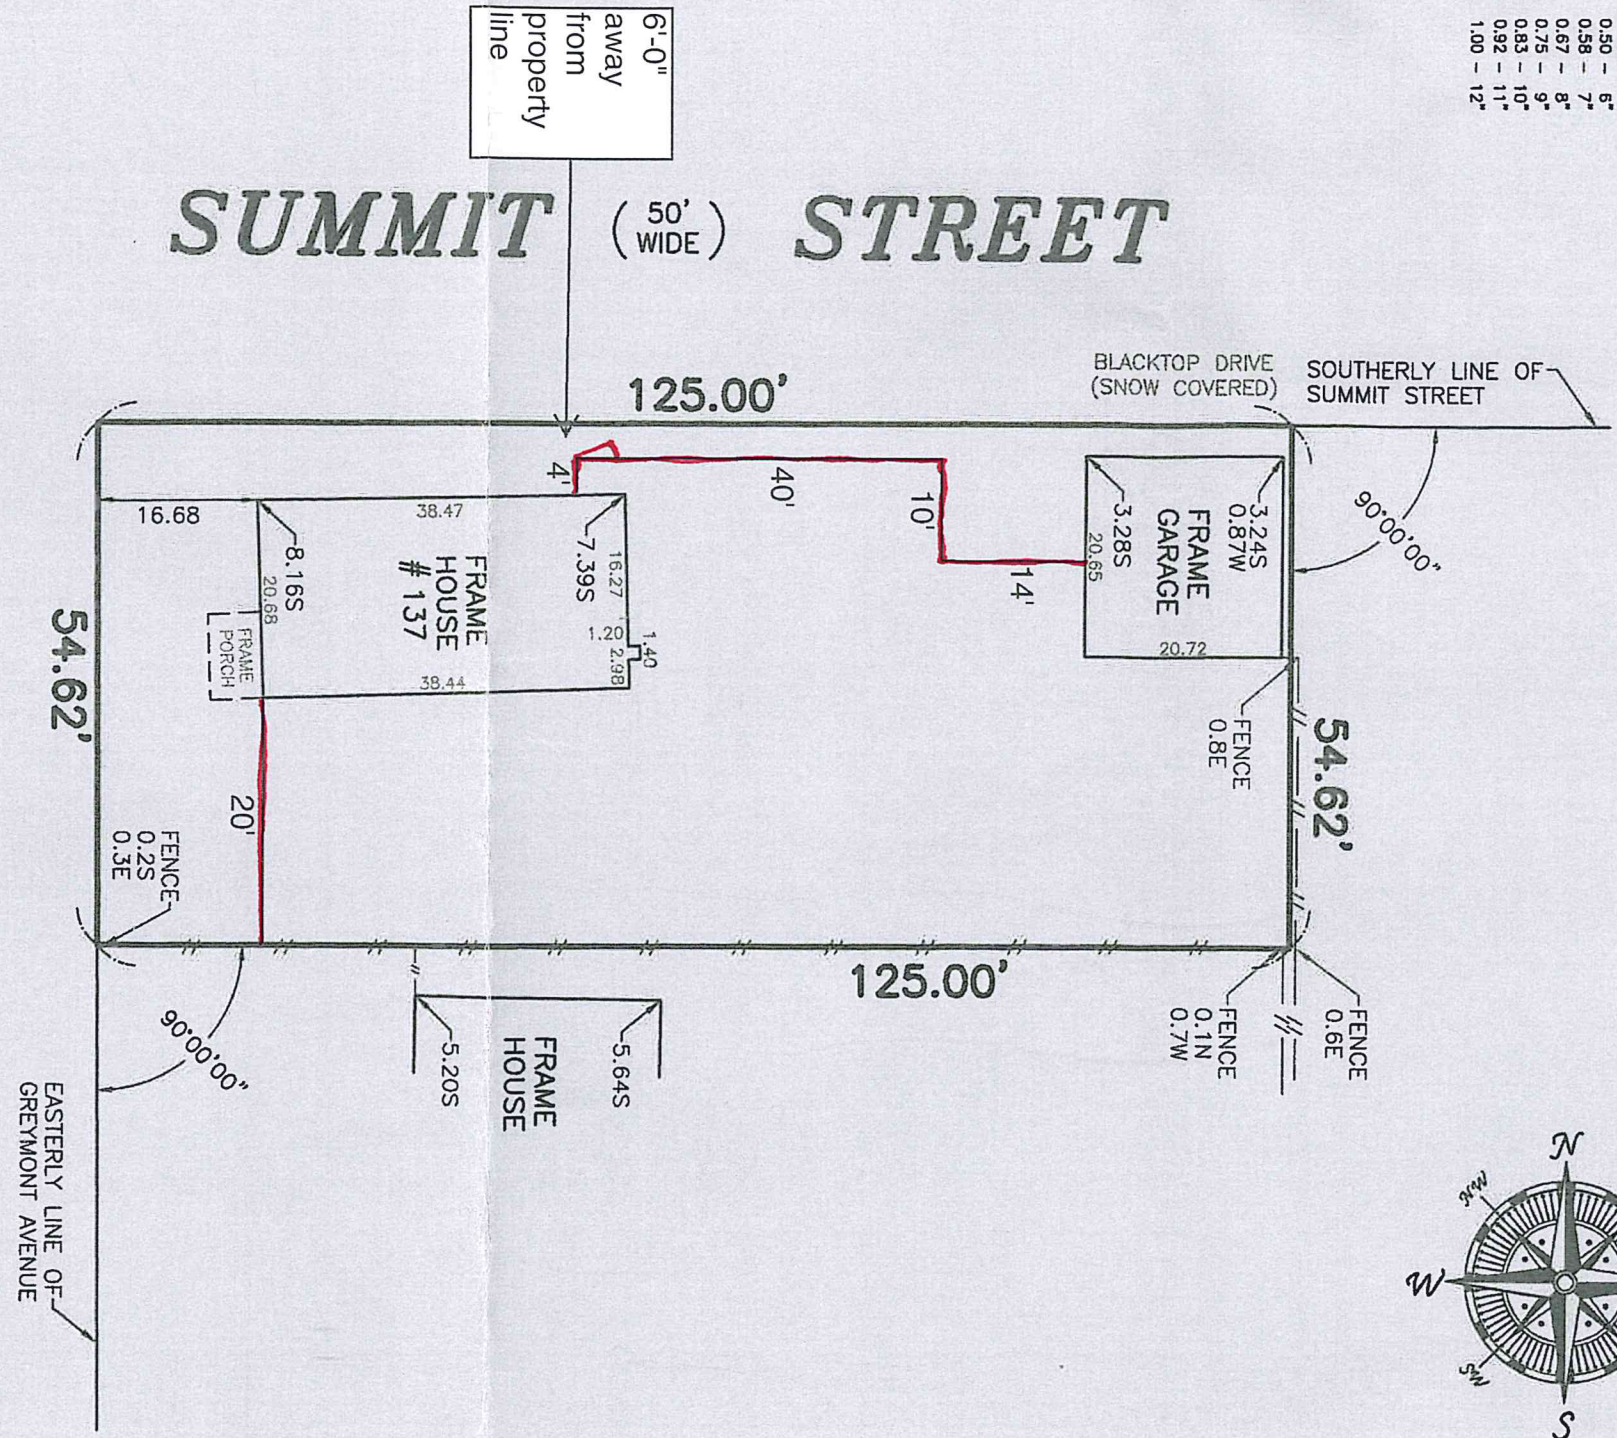 0.50 - 6"
0.58 - 7"
0.67 - 8"
0.75 - 9"
0.83 - 10"
0.92 - 11"
1.00 - 12"
6'-0"
away
from
property
line
SUMMIT (50' WIDE) STREET
BLACKTOP DRIVE
(SNOW COVERED)
SOUTHERLY LINE OF
SUMMIT STREET
125.00'
90°00'00"
4'
40'
10'
14'
3.24S
0.87W
3.28S
FRAME
GARAGE
20.65
20.72
16.68
38.47
8.16S
7.39S
16.27
20.68
FRAME
HOUSE
# 137
1.20
1.40
2.98
38.44
FRAME
PORCH
54.62'
20'
FENCE
0.8E
54.62'
FENCE
0.2S
0.3E
125.00'
90°00'00"
5.20S
5.64S
FRAME
HOUSE
FENCE
0.1N
0.7W
FENCE
0.6E
EASTERLY LINE OF
GREYMONT AVENUE
N
NW
W
SW
S